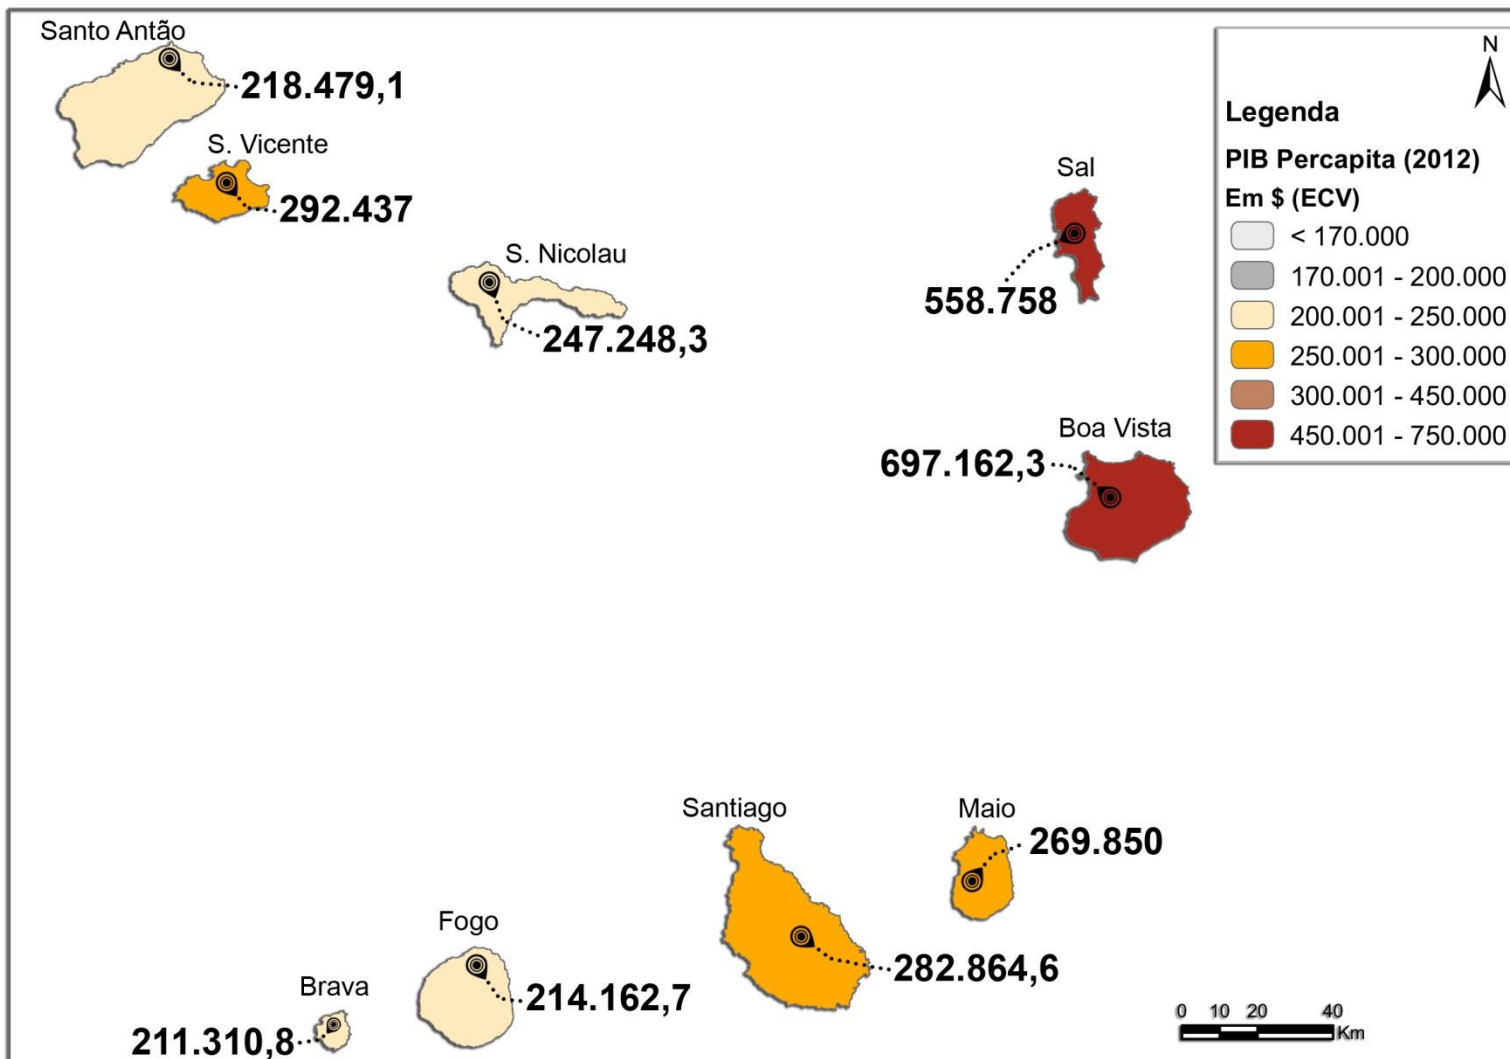 Santo Antão
218.479,1
S. Vicente
292.437
S. Nicolau
247.248,3
Sal
558.758
Boa Vista
697.162,3
N
Legenda
PIB Percapita (2012)
Em $ (ECV)
< 170.000
170.001 - 200.000
200.001 - 250.000
250.001 - 300.000
300.001 - 450.000
450.001 - 750.000
Santiago
282.864,6
Maio
269.850
Fogo
214.162,7
Brava
211.310,8
0 10 20 40
Km